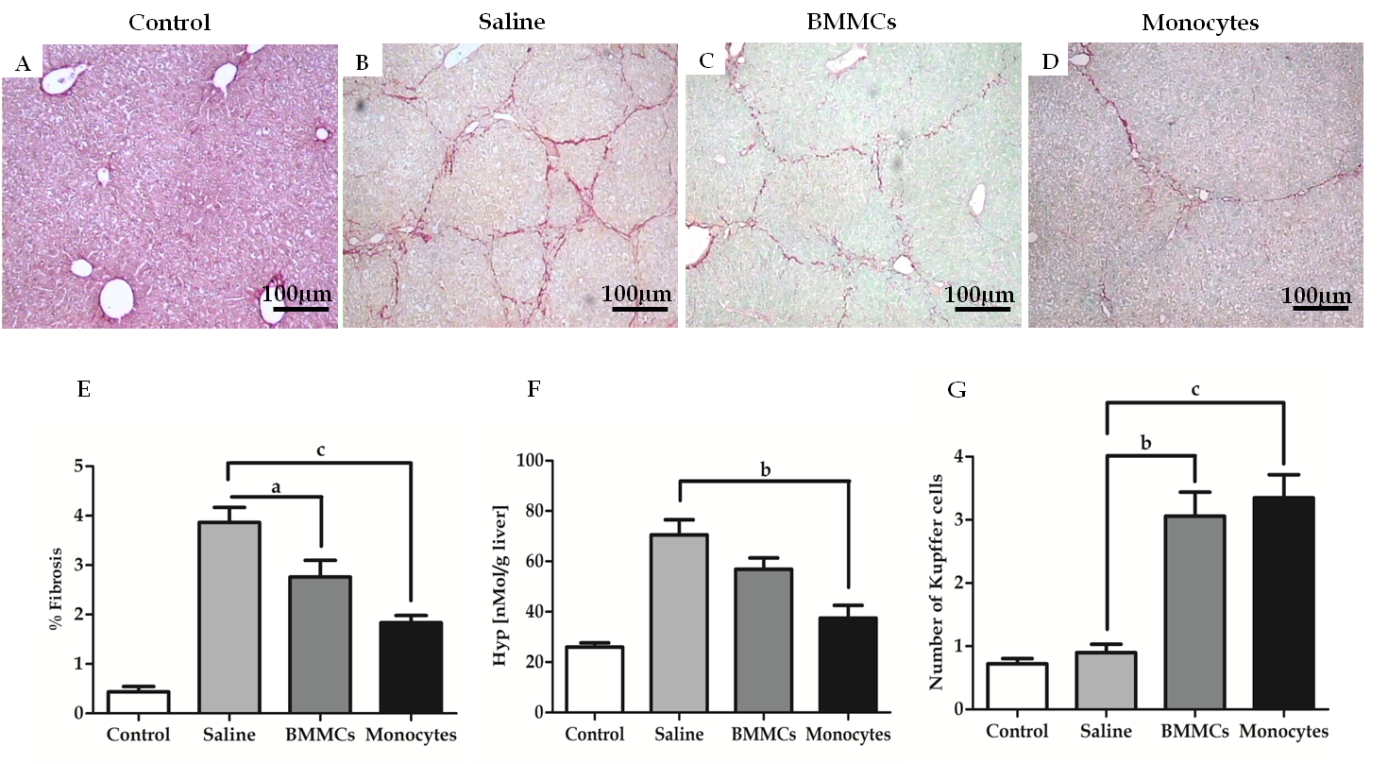 Control Saline BMMCs Monocytes
A B C D
100µm 100µm 100µm 100µm
E F G
% Fibrosis
5
4
3
2
1
0
c
a
Control Saline BMMCs Monocytes
Hyp [nMol/g liver]
100
80
60
40
20
0
b
Control Saline BMMCs Monocytes
Number of Kupffer cells
4
3
2
1
0
c
b
Control Saline BMMCs Monocytes